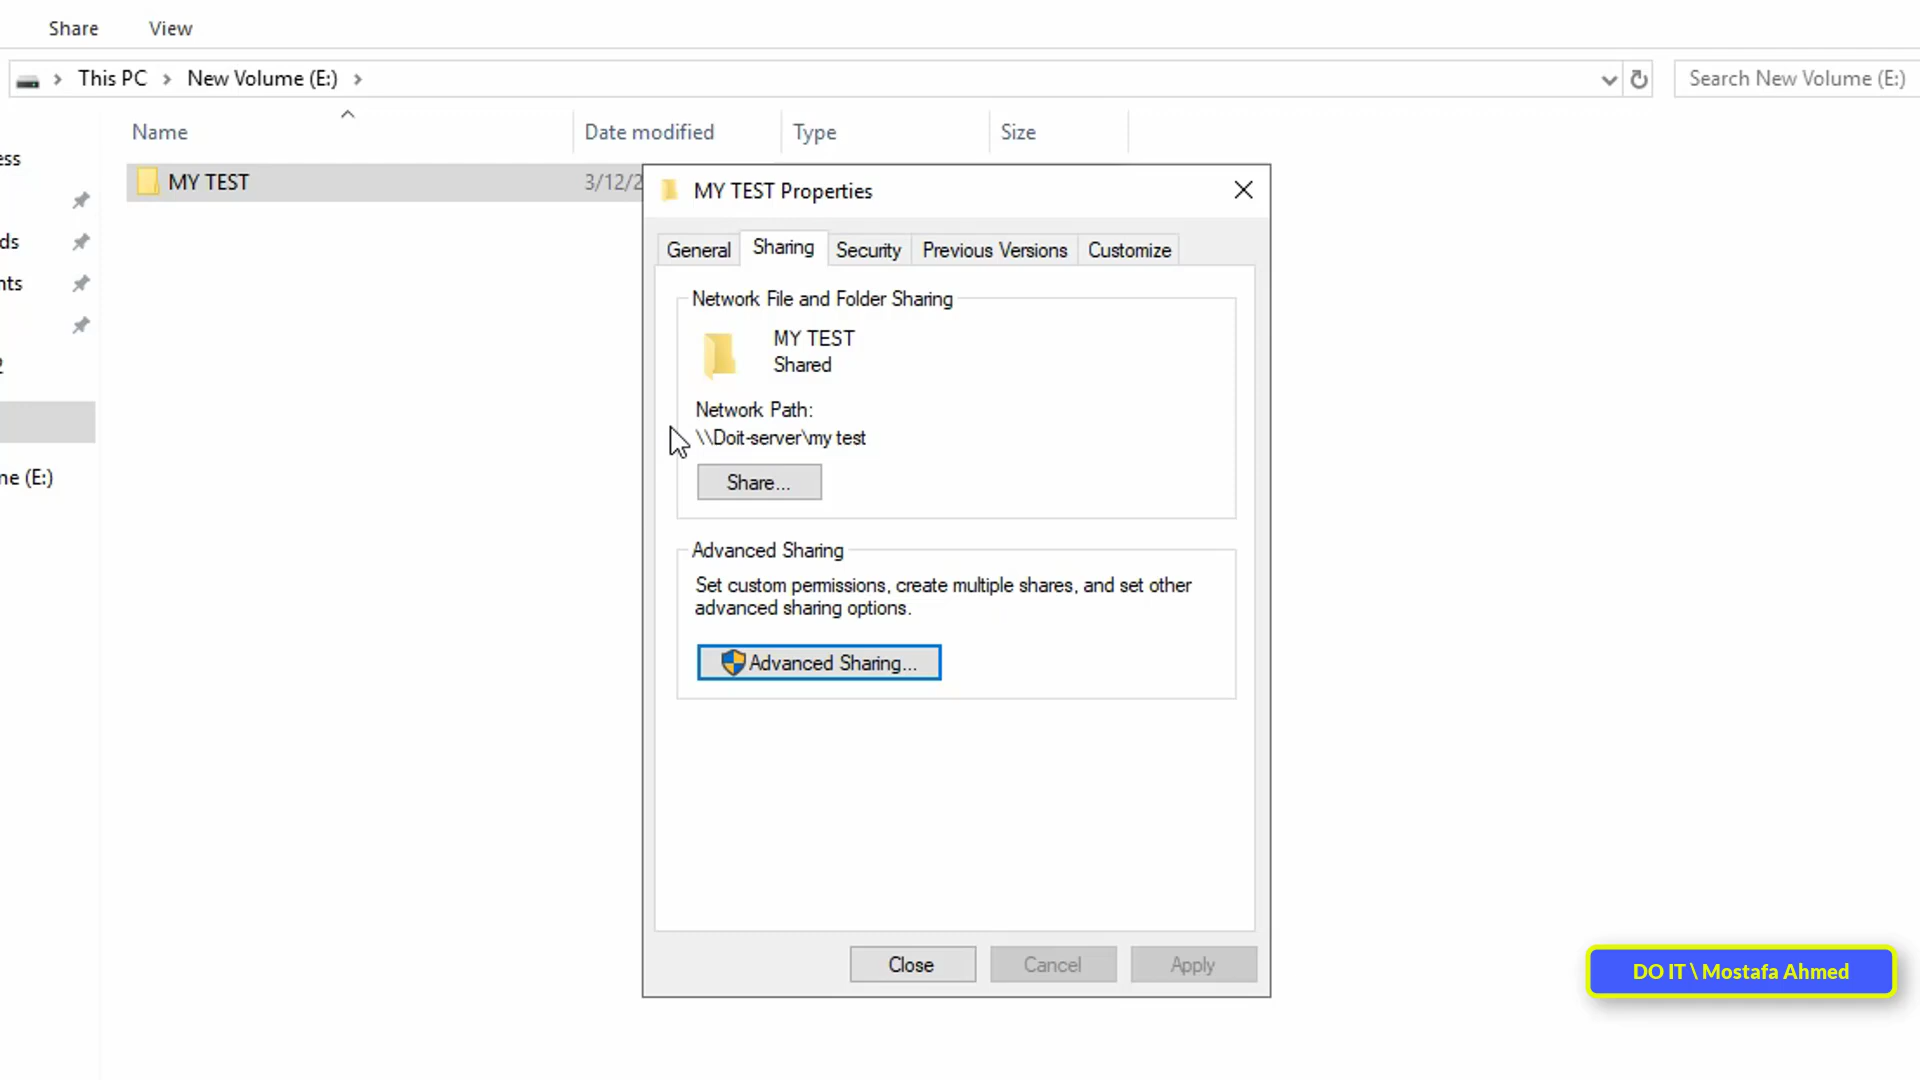 Share View
This PC New Volume (E:) Search New Volume (E:)
Name Date modified Type Size
ess
MY TEST 3/12/2
ds
nts
2
ne (E:)
MY TEST Properties
General Sharing Security Previous Versions Customize
Network File and Folder Sharing
MY TEST
Shared
Network Path:
\\Doit-server\my test
Share...
Advanced Sharing
Set custom permissions, create multiple shares, and set other
advanced sharing options.
Advanced Sharing...
Close Cancel Apply
DO IT \ Mostafa Ahmed